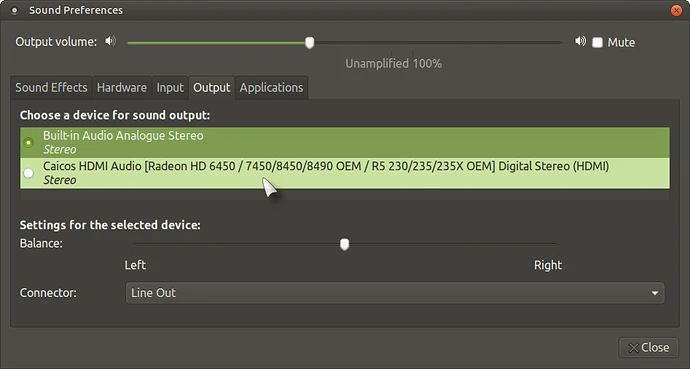 Sound Preferences
Output volume:
Mute
Unamplified 100%
Sound Effects Hardware Input Output Applications
Choose a device for sound output:
Built-in Audio Analogue Stereo
Stereo
Caicos HDMI Audio [Radeon HD 6450 / 7450/8450/8490 OEM / R5 230/235/235X OEM] Digital Stereo (HDMI)
Stereo
Settings for the selected device:
Balance:
Left Right
Connector: Line Out
Close